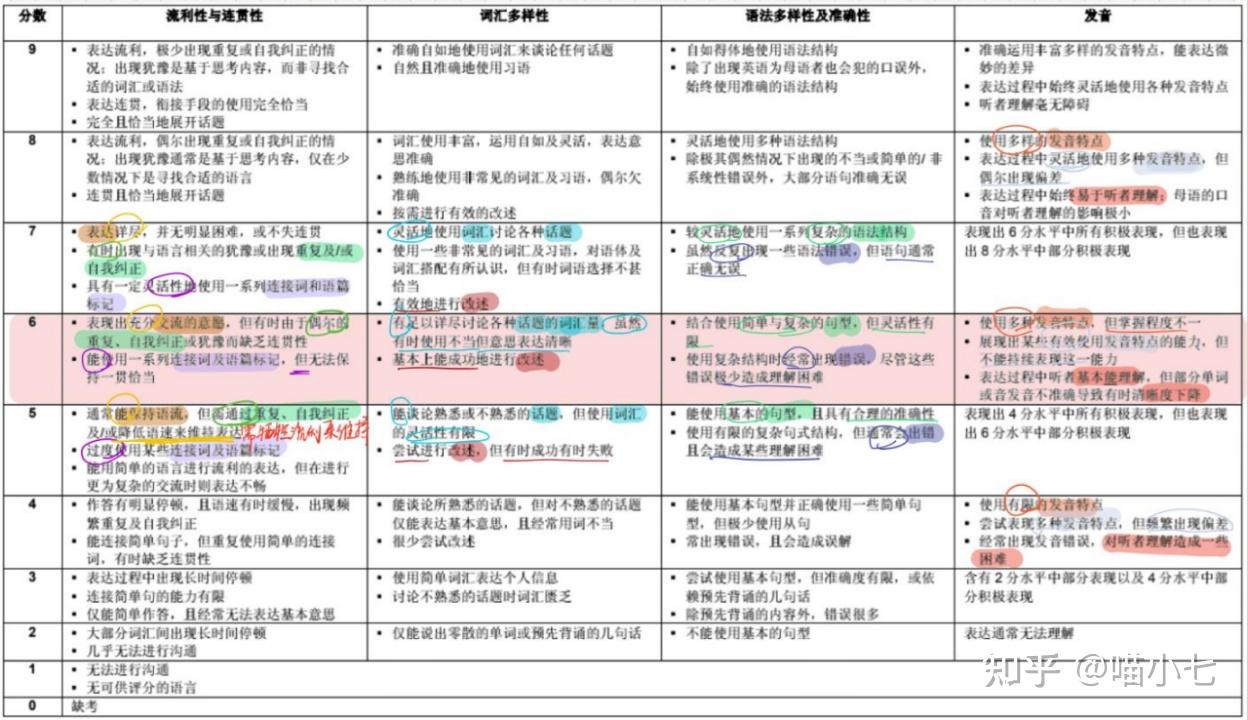 分数 流利性与连贯性 词汇多样性 语法多样性及准确性 发音
9
▪ 表达流利，极少出现重复或自我纠正的情
况；出现犹豫是基于思考内容，而非寻找合
适的词汇或语法
▪ 表达连贯，衔接手段的使用完全恰当
▪ 完全且恰当地展开话题
▪ 准确自如地使用词汇来谈论任何话题
▪ 自然且准确地使用习语
▪ 自如得体地使用语法结构
▪ 除了出现英语为母语者也会犯的口误外，
始终使用准确的语法结构
▪ 准确运用丰富多样的发音特点，能表达微
妙的差异
▪ 表达过程中始终灵活地使用各种发音特点
▪ 听者理解毫无障碍
8
▪ 表达流利，偶尔出现重复或自我纠正的情
况；出现犹豫通常是基于思考内容，仅在少
数情况下是寻找合适的语言
▪ 连贯且恰当地展开话题
▪ 词汇使用丰富，运用自如及灵活，表达意
思准确
▪ 熟练地使用非常见的词汇及习语，偶尔欠
准确
▪ 按需进行有效的改述
▪ 灵活地使用多种语法结构
▪ 除极其偶然情况下出现的不当或简单的/ 非
系统性错误外，大部分语句准确无误
▪ 使用多样的发音特点
▪ 表达过程中灵活地使用多种发音特点，但
偶尔出现偏差
▪ 表达过程中始终易于听者理解；母语的口
音对听者理解的影响极小
7
▪ 表达详尽，并无明显困难，或不失连贯
▪ 有时出现与语言相关的犹豫或出现重复及/或
自我纠正
▪ 具有一定灵活性地使用一系列连接词和语篇
标记
▪ 灵活地使用词汇讨论各种话题
▪ 使用一些非常见的词汇及习语，对语体及
词汇搭配有所认识，但有时词语选择不甚
恰当
▪ 有效地进行改述
▪ 较灵活地使用一系列复杂的语法结构
▪ 虽然反复出现一些语法错误，但语句通常
正确无误
表现出 6 分水平中所有积极表现，但也表现
出 8 分水平中部分积极表现
6
▪ 表现出充分交流的意愿，但有时由于偶尔的
重复、自我纠正或犹豫而缺乏连贯性
▪ 能使用一系列连接词及语篇标记，但无法保
持一贯恰当
▪ 有足以详尽讨论各种话题的词汇量，虽然
有时使用不当但意思表达清晰
▪ 基本上能成功地进行改述
▪ 结合使用简单与复杂的句型，但灵活性有
限
▪ 使用复杂结构时经常出现错误，尽管这些
错误极少造成理解困难
▪ 使用多种发音特点，但掌握程度不一
▪ 展现出某些有效使用发音特点的能力，但
不能持续表现这一能力
▪ 表达过程中听者基本能理解，但部分单词
或音发音不准确导致有时清晰度下降
5
▪ 通常能保持语流，但需通过重复、自我纠正
及/或降低语速来维持表达
▪ 过度使用某些连接词及语篇标记
▪ 能用简单的语言进行流利的表达，但在进行
更为复杂的交流时则表达不畅
▪ 能谈论熟悉或不熟悉的话题，但使用词汇
的灵活性有限
▪ 尝试进行改述，但有时成功有时失败
▪ 能使用基本的句型，且具有合理的准确性
▪ 使用有限的复杂句式结构，但通常会出错
且会造成某些理解困难
表现出 4 分水平中所有积极表现，但也表现
出 6 分水平中部分积极表现
4
▪ 作答有明显停顿，且语速有时缓慢，出现频
繁重复及自我纠正
▪ 能连接简单句子，但重复使用简单的连接
词，有时缺乏连贯性
▪ 能谈论所熟悉的话题，但对不熟悉的话题
仅能表达基本意思，且经常用词不当
▪ 很少尝试改述
▪ 能使用基本句型并正确使用一些简单句
型，但极少使用从句
▪ 常出现错误，且会造成误解
▪ 使用有限的发音特点
▪ 尝试表现多种发音特点，但频繁出现偏差
▪ 经常出现发音错误，对听者理解造成一些
困难
3
▪ 表达过程中出现长时间停顿
▪ 连接简单句的能力有限
▪ 仅能简单作答，且经常无法表达基本意思
▪ 使用简单词汇表达个人信息
▪ 讨论不熟悉的话题时词汇匮乏
▪ 尝试使用基本句型，但准确度有限，或依
赖预先背诵的几句话
▪ 除预先背诵的内容外，错误很多
含有 2 分水平中部分表现以及 4 分水平中部
分积极表现
2
▪ 大部分词汇间出现长时间停顿
▪ 几乎无法进行沟通
▪ 仅能说出零散的单词或预先背诵的几句话
▪ 不能使用基本的句型
表达通常无法理解
1
▪ 无法进行沟通
▪ 无可供评分的语言
0 缺考
知乎 @喵小七